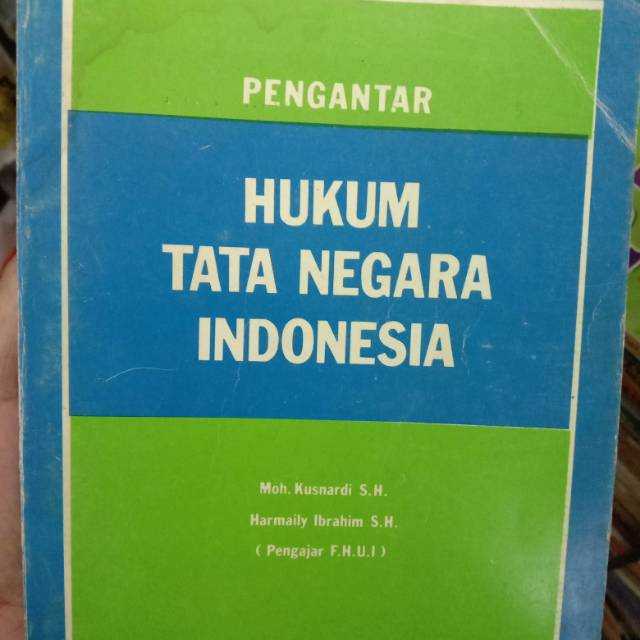 PENGANTAR
HUKUM
TATA NEGARA
INDONESIA
Moh. Kusnardi S.H.
Harmaily Ibrahim S.H.
( Pengajar F.H.U.I )